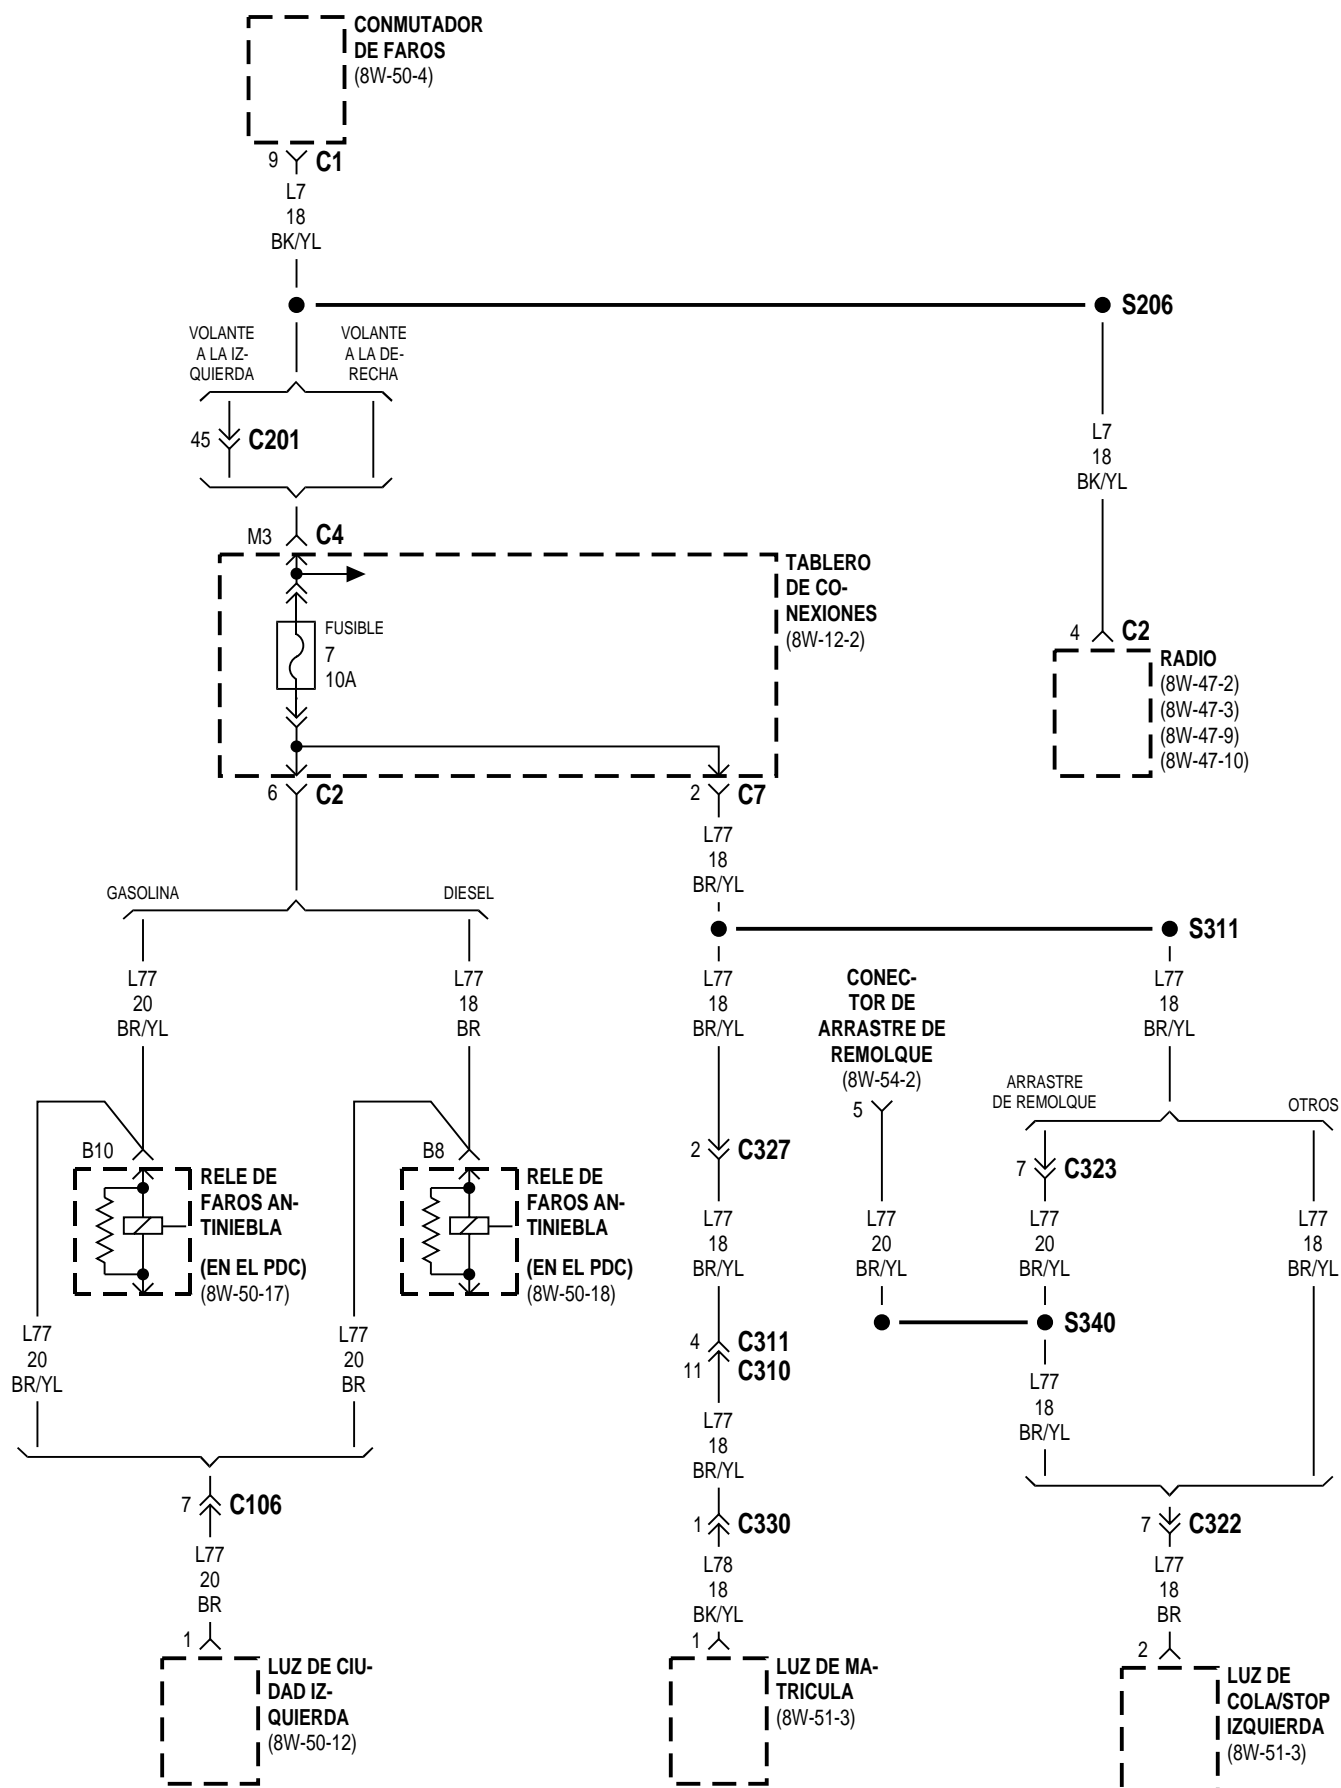 CONMUTADOR
DE FAROS
(8W-50-4)
9 C1
L7
18
BK/YL
S206
VOLANTE
A LA IZ-
QUIERDA
VOLANTE
A LA DE-
RECHA
45 C201
L7
18
BK/YL
M3 C4
TABLERO
DE CO-
NEXIONES
(8W-12-2)
FUSIBLE
7
10A
4 C2
RADIO
(8W-47-2)
(8W-47-3)
(8W-47-9)
(8W-47-10)
6 C2
2 C7
L77
18
BR/YL
GASOLINA
DIESEL
S311
L77
20
BR/YL
L77
18
BR
L77
18
BR/YL
CONEC-
TOR DE
ARRASTRE DE
REMOLQUE
(8W-54-2)
5
L77
18
BR/YL
ARRASTRE
DE REMOLQUE
OTROS
B10
RELE DE
FAROS AN-
TINIEBLA
(EN EL PDC)
(8W-50-17)
B8
RELE DE
FAROS AN-
TINIEBLA
(EN EL PDC)
(8W-50-18)
2 C327
7 C323
L77
18
BR/YL
L77
20
BR/YL
L77
20
BR/YL
L77
18
BR/YL
L77
20
BR/YL
L77
20
BR
4 C311
11 C310
S340
L77
18
BR/YL
L77
18
BR/YL
7 C106
1 C330
7 C322
L77
20
BR
L78
18
BK/YL
L77
18
BR
1
LUZ DE CIU-
DAD IZ-
QUIERDA
(8W-50-12)
1
LUZ DE MA-
TRICULA
(8W-51-3)
2
LUZ DE
COLA/STOP
IZQUIERDA
(8W-51-3)